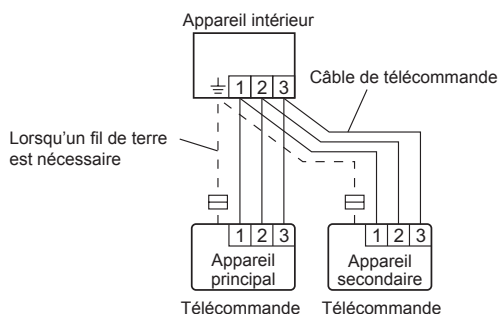 Appareil intérieur
1 2 3
Câble de télécommande
Lorsqu'un fil de terre
est nécessaire
1 2 3
Appareil
principal
Télécommande
1 2 3
Appareil
secondaire
Télécommande